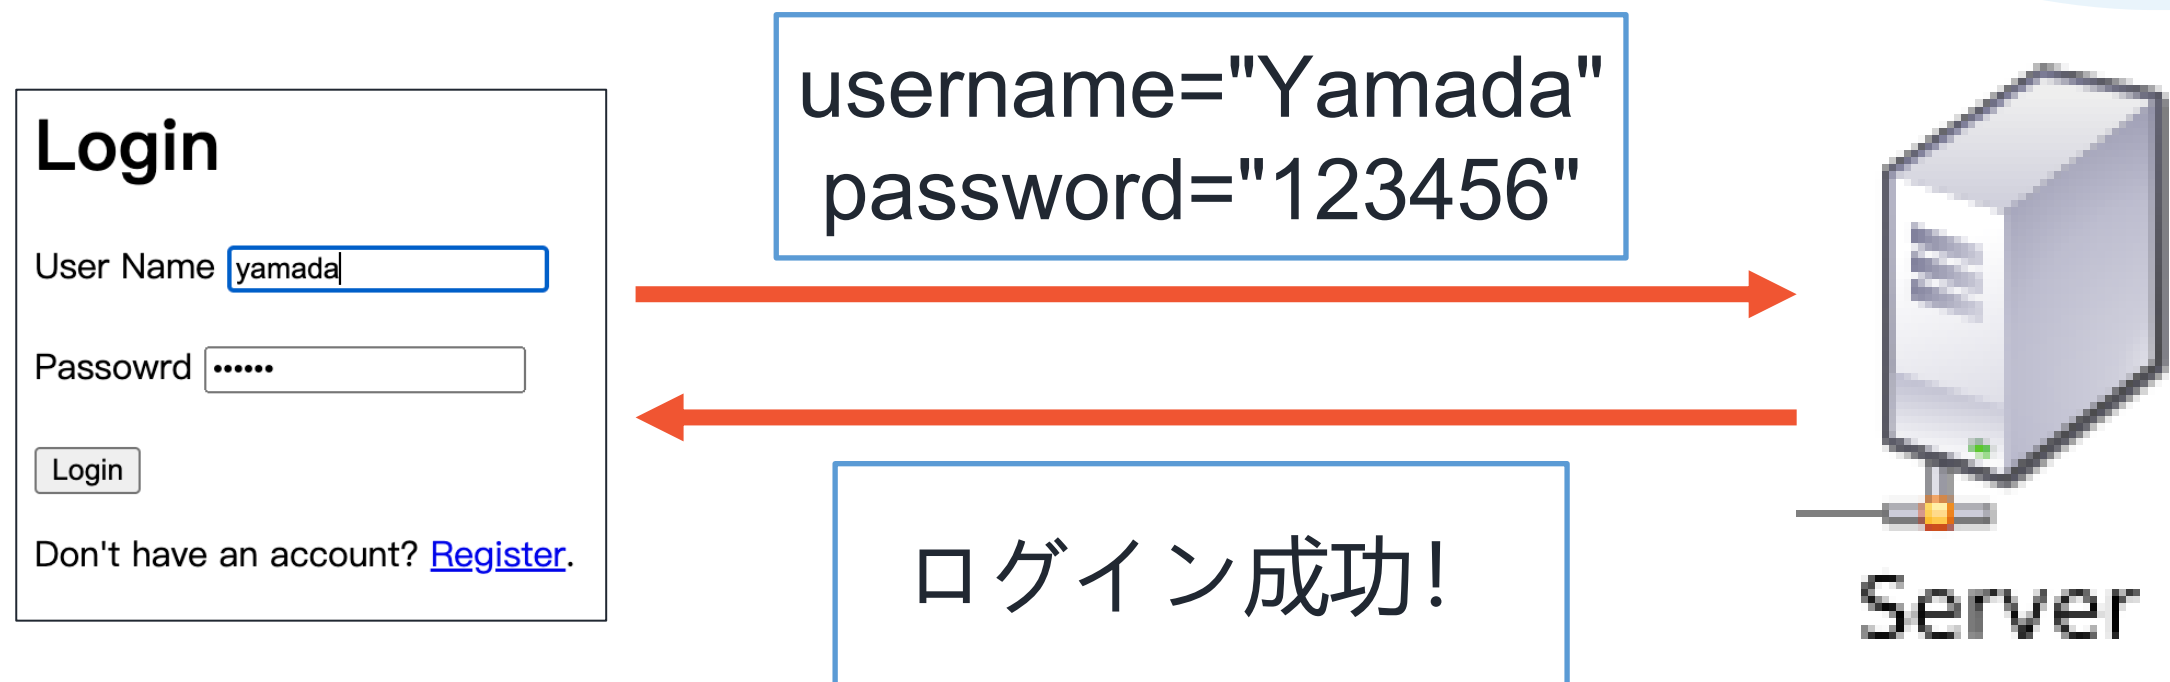 Login
User Name yamada
Passowrd ••••••
Login
Don't have an account? Register.
username="Yamada"
password="123456"
ログイン成功!
Server